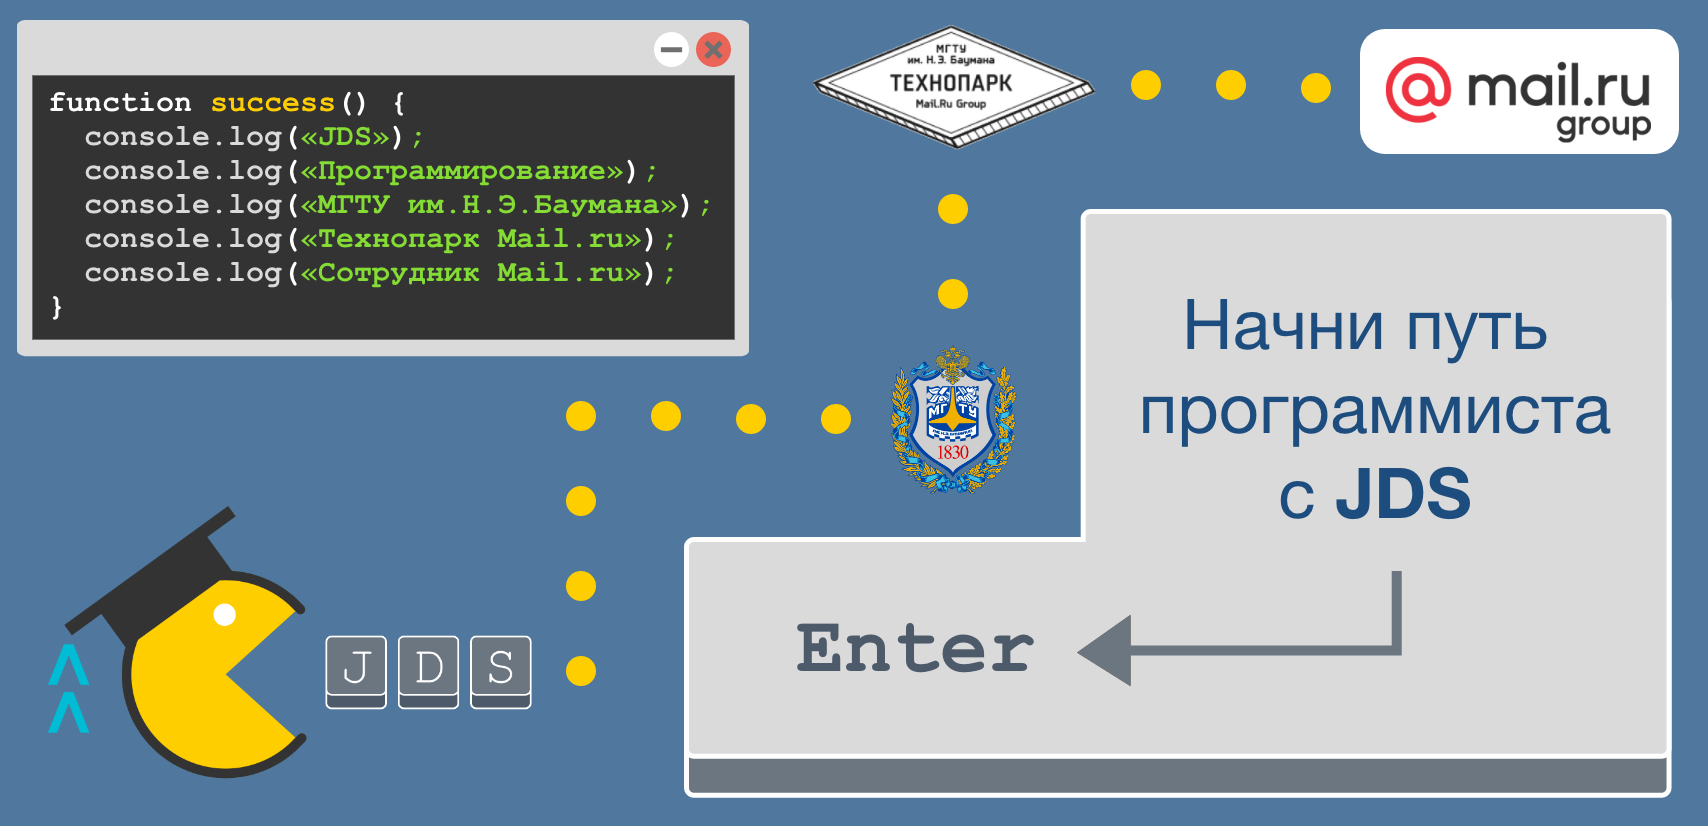 function success() {
console.log(«JDS»);
console.log(«Программирование»);
console.log(«МГТУ им.Н.Э.Баумана»);
console.log(«Технопарк Mail.ru»);
console.log(«Сотрудник Mail.ru»);
}
МГТУ
им. Н.Э. Баумана
ТЕХНОПАРК
Mail.Ru Group
@mail.ru
group
МГТУ
1830
Начни путь
программиста
с JDS
Enter
J D S